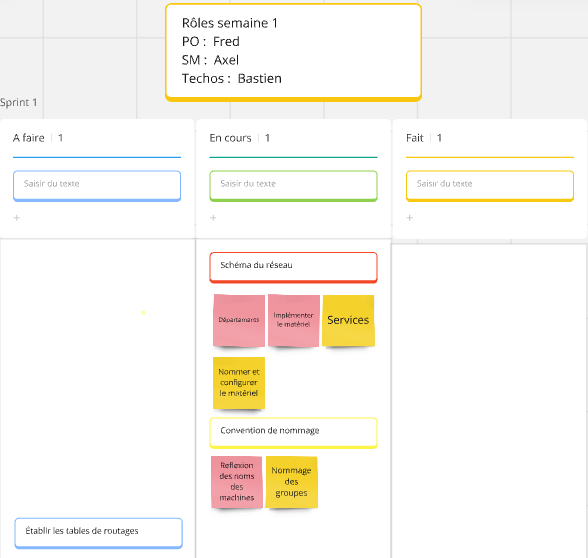 Rôles semaine 1
PO : Fred
SM : Axel
Techos : Bastien
Sprint 1
A faire | 1
En cours | 1
Fait | 1
Saisir du texte
Saisir du texte
Saisir du texte
+
+
+
Schéma du réseau
Départamants
Implémenter
le matériel
Services
Nommer et
configurer
le matériel
Convention de nommage
Reflexion
des noms
des
machines
Nommage
des
groupes
Établir les tables de routages